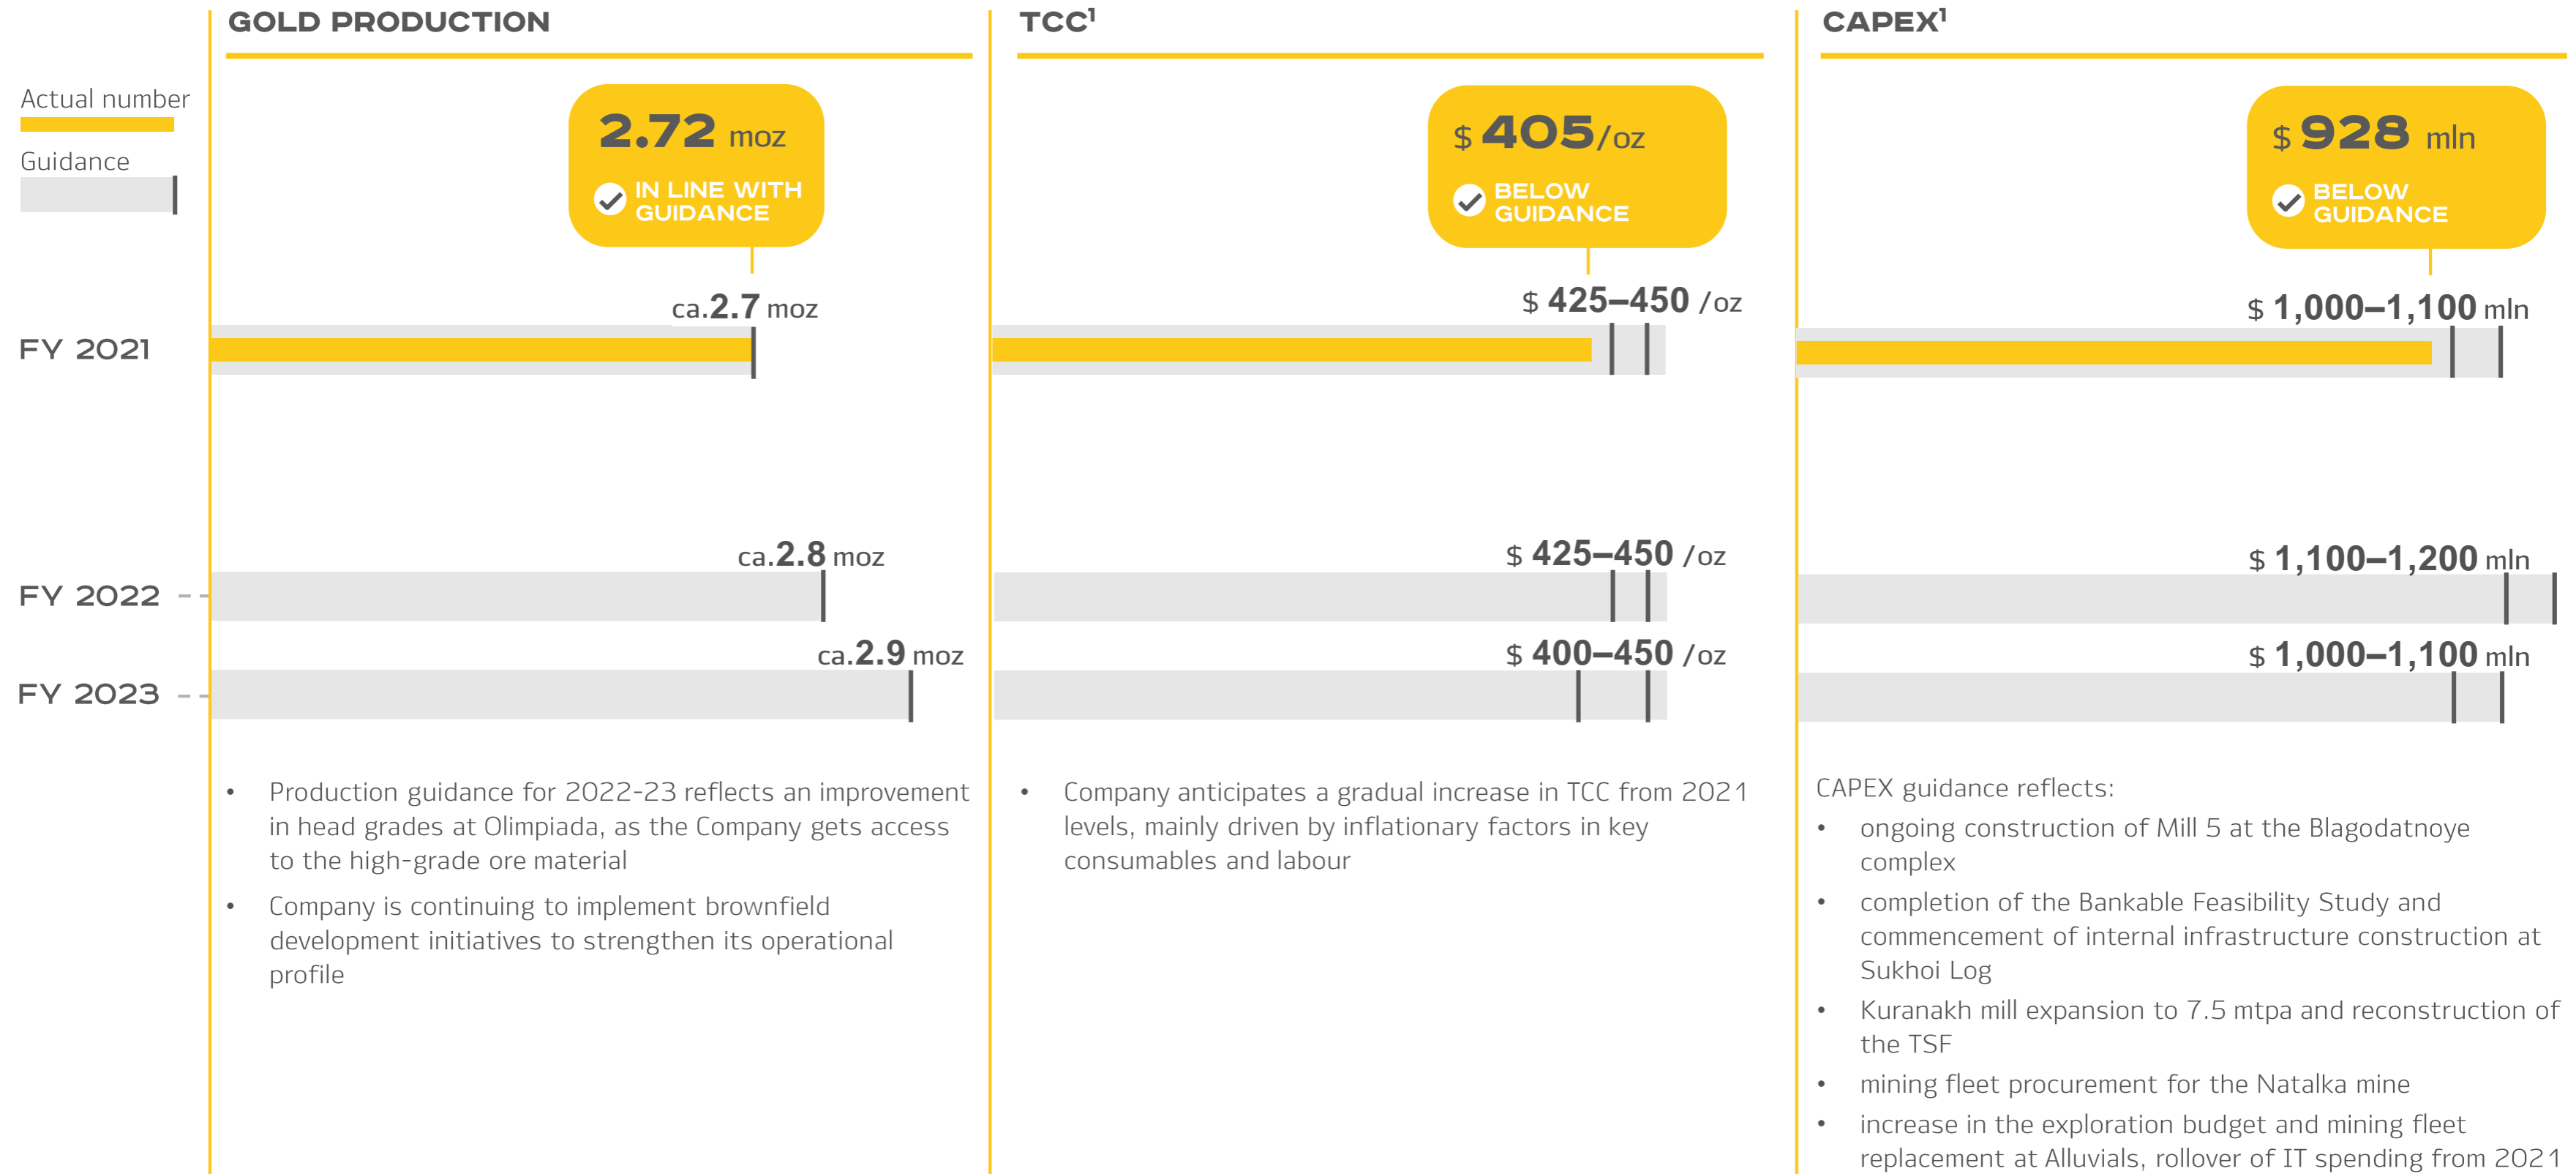 GOLD PRODUCTION
TCC¹
CAPEX¹
Actual number
Guidance
2.72 moz
IN LINE WITH
GUIDANCE
$ 405/oz
BELOW
GUIDANCE
$ 928 mln
BELOW
GUIDANCE
FY 2021
ca.2.7 moz
$ 425–450 /oz
$ 1,000–1,100 mln
FY 2022
ca.2.8 moz
$ 425–450 /oz
$ 1,100–1,200 mln
FY 2023
ca.2.9 moz
$ 400–450 /oz
$ 1,000–1,100 mln
• Production guidance for 2022-23 reflects an improvement
in head grades at Olimpiada, as the Company gets access
to the high-grade ore material
• Company is continuing to implement brownfield
development initiatives to strengthen its operational
profile
• Company anticipates a gradual increase in TCC from 2021
levels, mainly driven by inflationary factors in key
consumables and labour
CAPEX guidance reflects:
• ongoing construction of Mill 5 at the Blagodatnoye
complex
• completion of the Bankable Feasibility Study and
commencement of internal infrastructure construction at
Sukhoi Log
• Kuranakh mill expansion to 7.5 mtpa and reconstruction of
the TSF
• mining fleet procurement for the Natalka mine
• increase in the exploration budget and mining fleet
replacement at Alluvials, rollover of IT spending from 2021